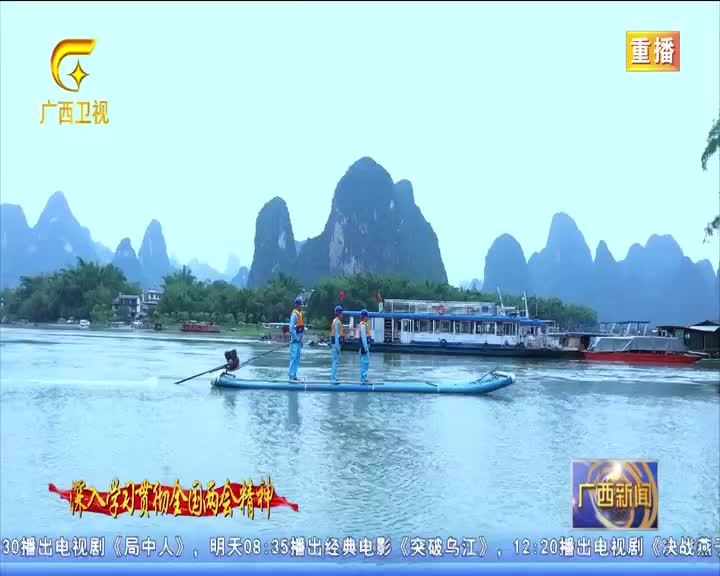 广西卫视
重播
深入学习贯彻全国两会精神
广西新闻
30播出电视剧《局中人》，明天08:35播出经典电影《突破乌江》，12:20播出电视剧《决战燕子